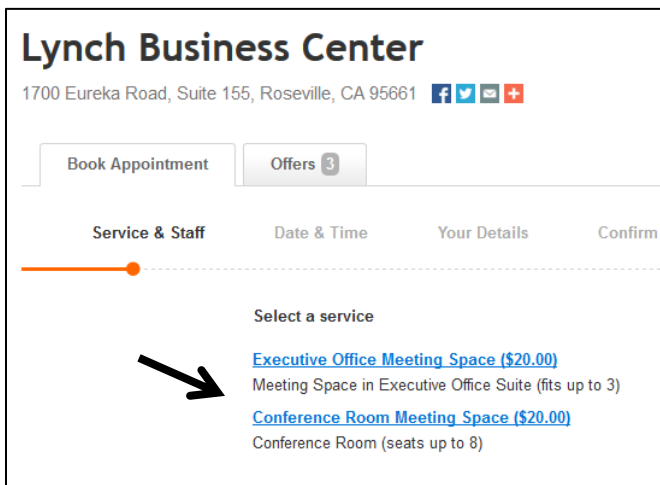 Lynch Business Center
1700 Eureka Road, Suite 155, Roseville, CA 95661
Book Appointment Offers 3
Service & Staff Date & Time Your Details Confirm
Select a service
Executive Office Meeting Space ($20.00)
Meeting Space in Executive Office Suite (fits up to 3)
Conference Room Meeting Space ($20.00)
Conference Room (seats up to 8)